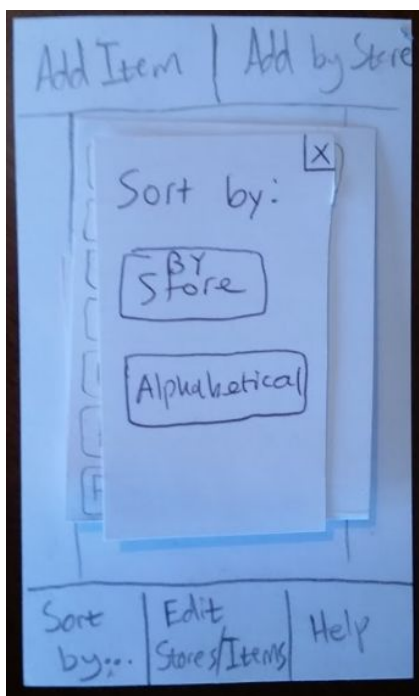 Add Item | Add by Store
X
Sort by:
BY
Store
Alphabetical
Sort by...
Edit Stores/Items
Help